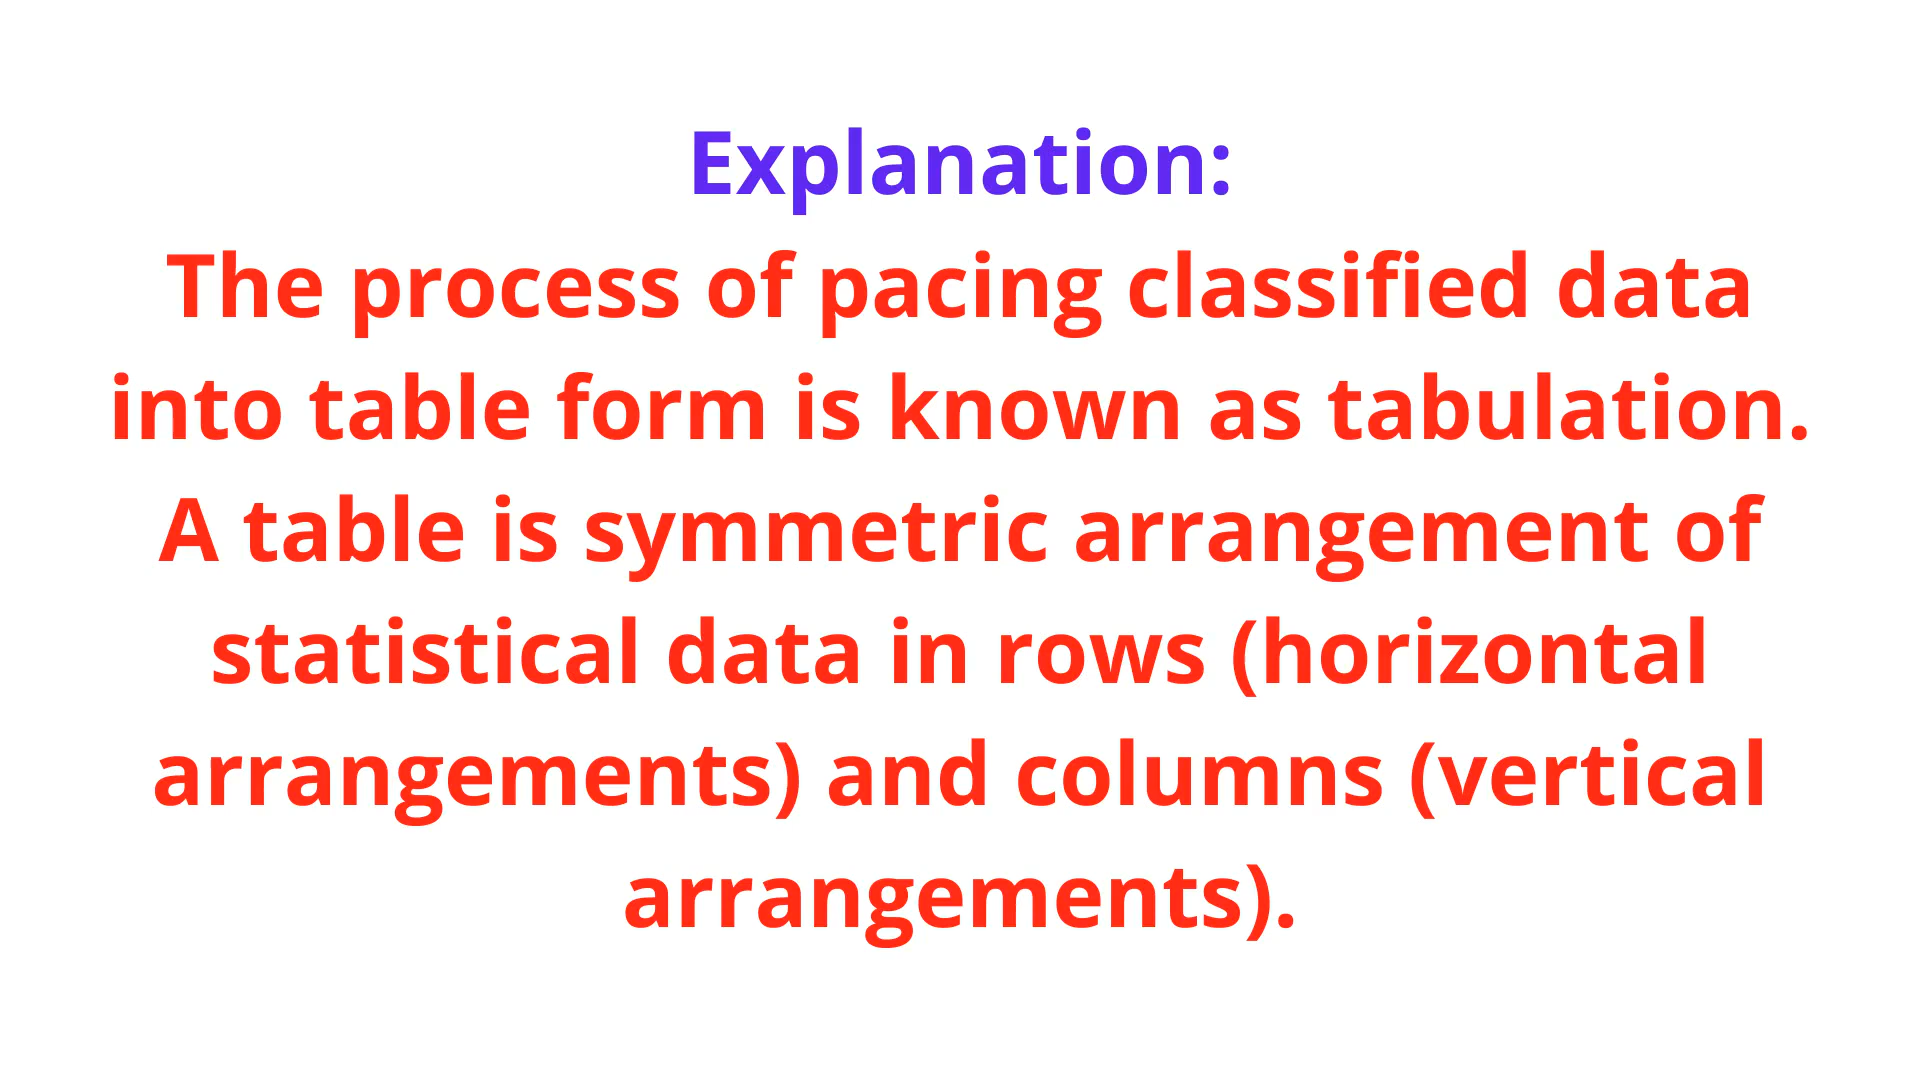 Explanation:
The process of pacing classified data
into table form is known as tabulation.
A table is symmetric arrangement of
statistical data in rows (horizontal
arrangements) and columns (vertical
arrangements).